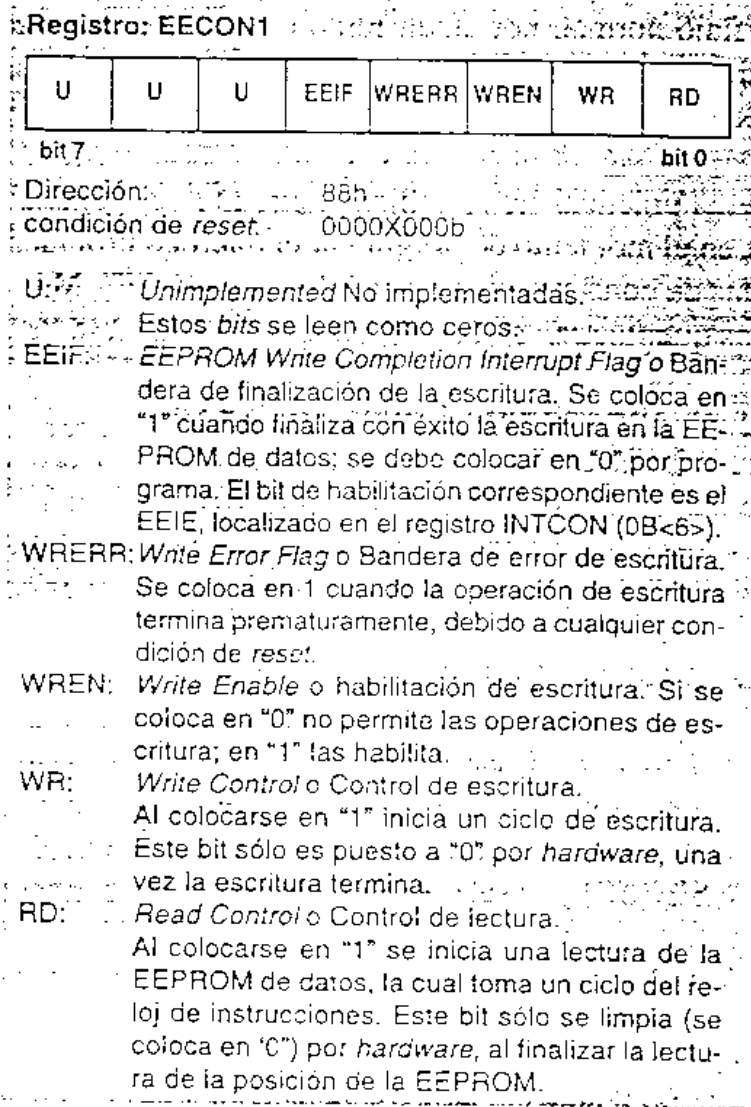 Registro: EECON1
U U U EEIF WRERR WREN WR RD
bit 7 bit 0
Dirección: 88h
condición de reset. 0000X000b
U: Unimplemented No implementadas.
Estos bits se leen como ceros.
EEIF: EEPROM Write Completion Interrupt Flag o Ban-
dera de finalización de la escritura. Se coloca en
"1" cuando finaliza con éxito la escritura en la EE-
PROM de datos; se debe colocar en "0" por pro-
grama. El bit de habilitación correspondiente es el
EEIE, localizado en el registro INTCON (0B<6>).
WRERR: Write Error Flag o Bandera de error de escritura.
Se coloca en 1 cuando la operación de escritura
termina prematuramente, debido a cualquier con-
dición de reset.
WREN: Write Enable o habilitación de escritura. Si se
coloca en "0" no permite las operaciones de es-
critura; en "1" las habilita.
WR: Write Control o Control de escritura.
Al colocarse en "1" inicia un ciclo de escritura.
Este bit sólo es puesto a "0" por hardware, una
vez la escritura termina.
RD: Read Control o Control de lectura.
Al colocarse en "1" se inicia una lectura de la
EEPROM de datos, la cual toma un ciclo del re-
loj de instrucciones. Este bit sólo se limpia (se
coloca en '0") por hardware, al finalizar la lectu-
ra de la posición de la EEPROM.